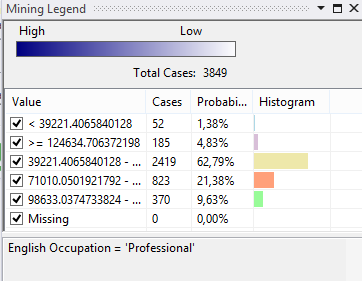 Mining Legend
High Low
Total Cases: 3849
Value Cases Probabi... Histogram
< 39221.4065840128 52 1,38%
>= 124634.706372198 185 4,83%
39221.4065840128 - ... 2419 62,79%
71010.0501921792 - ... 823 21,38%
98633.0374733824 - ... 370 9,63%
Missing 0 0,00%
English Occupation = 'Professional'